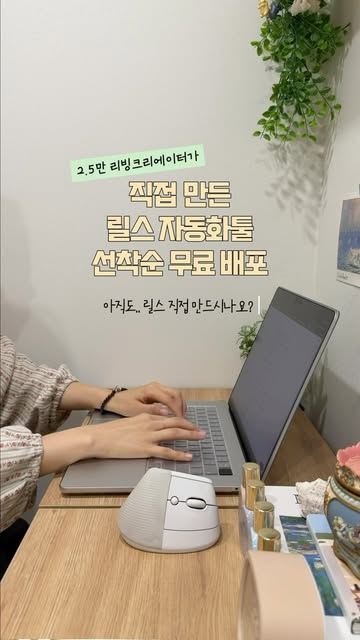 2.5만 리빙크리에이터가
직접 만든
릴스 자동화툴
선착순 무료 배포
아직도.. 릴스 직접 만드시나요?